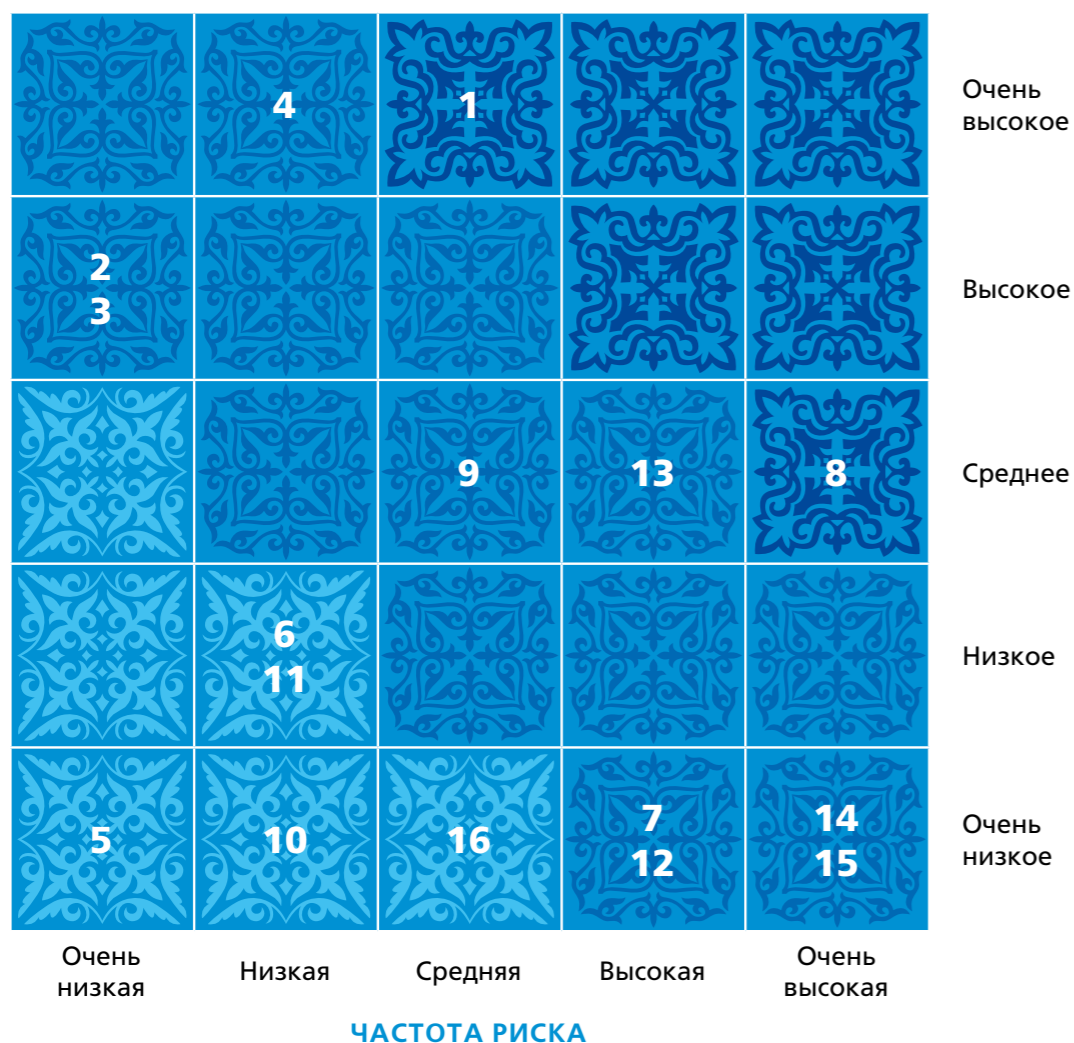 4
1
Очень
высокое
2
3
Высокое
9
13
8
Среднее
6
11
Низкое
5
10
16
7
12
14
15
Очень
низкое
Очень
низкая
Низкая
Средняя
Высокая
Очень
высокая
ЧАСТОТА РИСКА